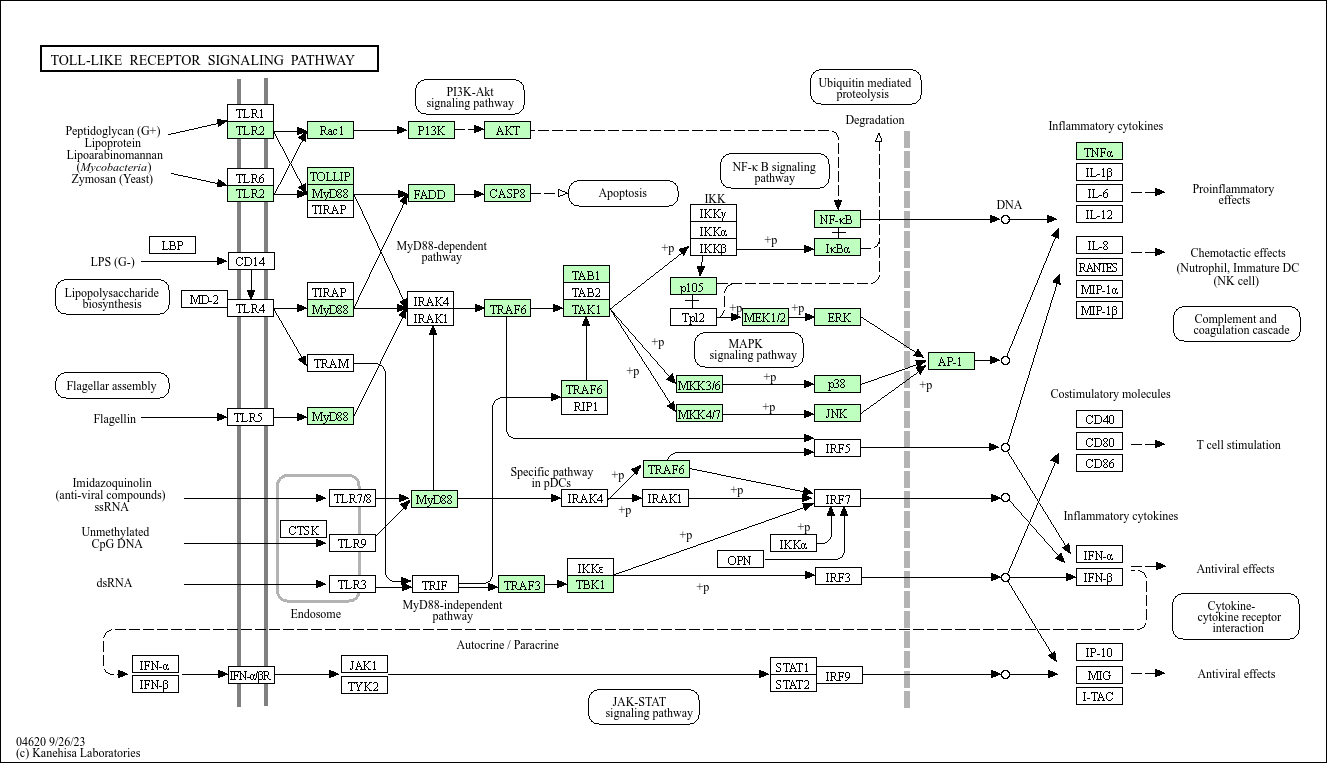 TOLL-LIKE RECEPTOR SIGNALING PATHWAY
PI3K-Akt
signaling pathway
Ubiquitin mediated
proteolysis
Degradation
Inflammatory cytokines
Peptidoglycan (G+)
Lipoprotein
Lipoarabinomannan
(Mycobacteria)
Zymosan (Yeast)
TLR1
TLR2
Rac1
P13K
AKT
TLR6
TLR2
TOLLIP
MyD88
TIRAP
FADD
CASP8
Apoptosis
NF-κ B signaling
pathway
TNFα
IL-1β
IL-6
IL-12
Proinflammatory
effects
DNA
IKK
IKKγ
IKKα
IKKβ
+p
+p
NF-κB
IκBα
LBP
LPS (G-)
CD14
MyD88-dependent
pathway
IL-8
RANTES
MIP-1α
MIP-1β
Chemotactic effects
(Nutrophil, Immature DC
(NK cell)
Lipopolysaccharide
biosynthesis
MD-2
TLR4
TIRAP
MyD88
IRAK4
IRAK1
TRAF6
TAB1
TAB2
TAK1
p105
Tpl2
+p
MEK1/2
+p
ERK
Complement and
coagulation cascade
MAPK
signaling pathway
+p
+p
TRAM
AP-1
+p
Flagellar assembly
TRAF6
RIP1
MKK3/6
+p
p38
MKK4/7
+p
JNK
Costimulatory molecules
CD40
CD80
CD86
T cell stimulation
Flagellin
TLR5
MyD88
IRF5
Specific pathway
in pDCs
TRAF6
+p
Imidazoquinolin
(anti-viral compounds)
ssRNA
TLR7/8
MyD88
IRAK4
+p
IRAK1
+p
IRF7
Inflammatory cytokines
Unmethylated
CpG DNA
CTSK
TLR9
+p
+p
IKKα
OPN
IFN-α
IFN-β
Antiviral effects
dsRNA
TLR3
TRIF
TRAF3
IKKε
TBK1
+p
IRF3
Endosome
MyD88-independent
pathway
Cytokine-
cytokine receptor
interaction
Autocrine / Paracrine
IFN-α
IFN-β
IFN-α/βR
JAK1
TYK2
STAT1
STAT2
IRF9
IP-10
MIG
I-TAC
Antiviral effects
JAK-STAT
signaling pathway
04620 9/26/23
(c) Kanehisa Laboratories